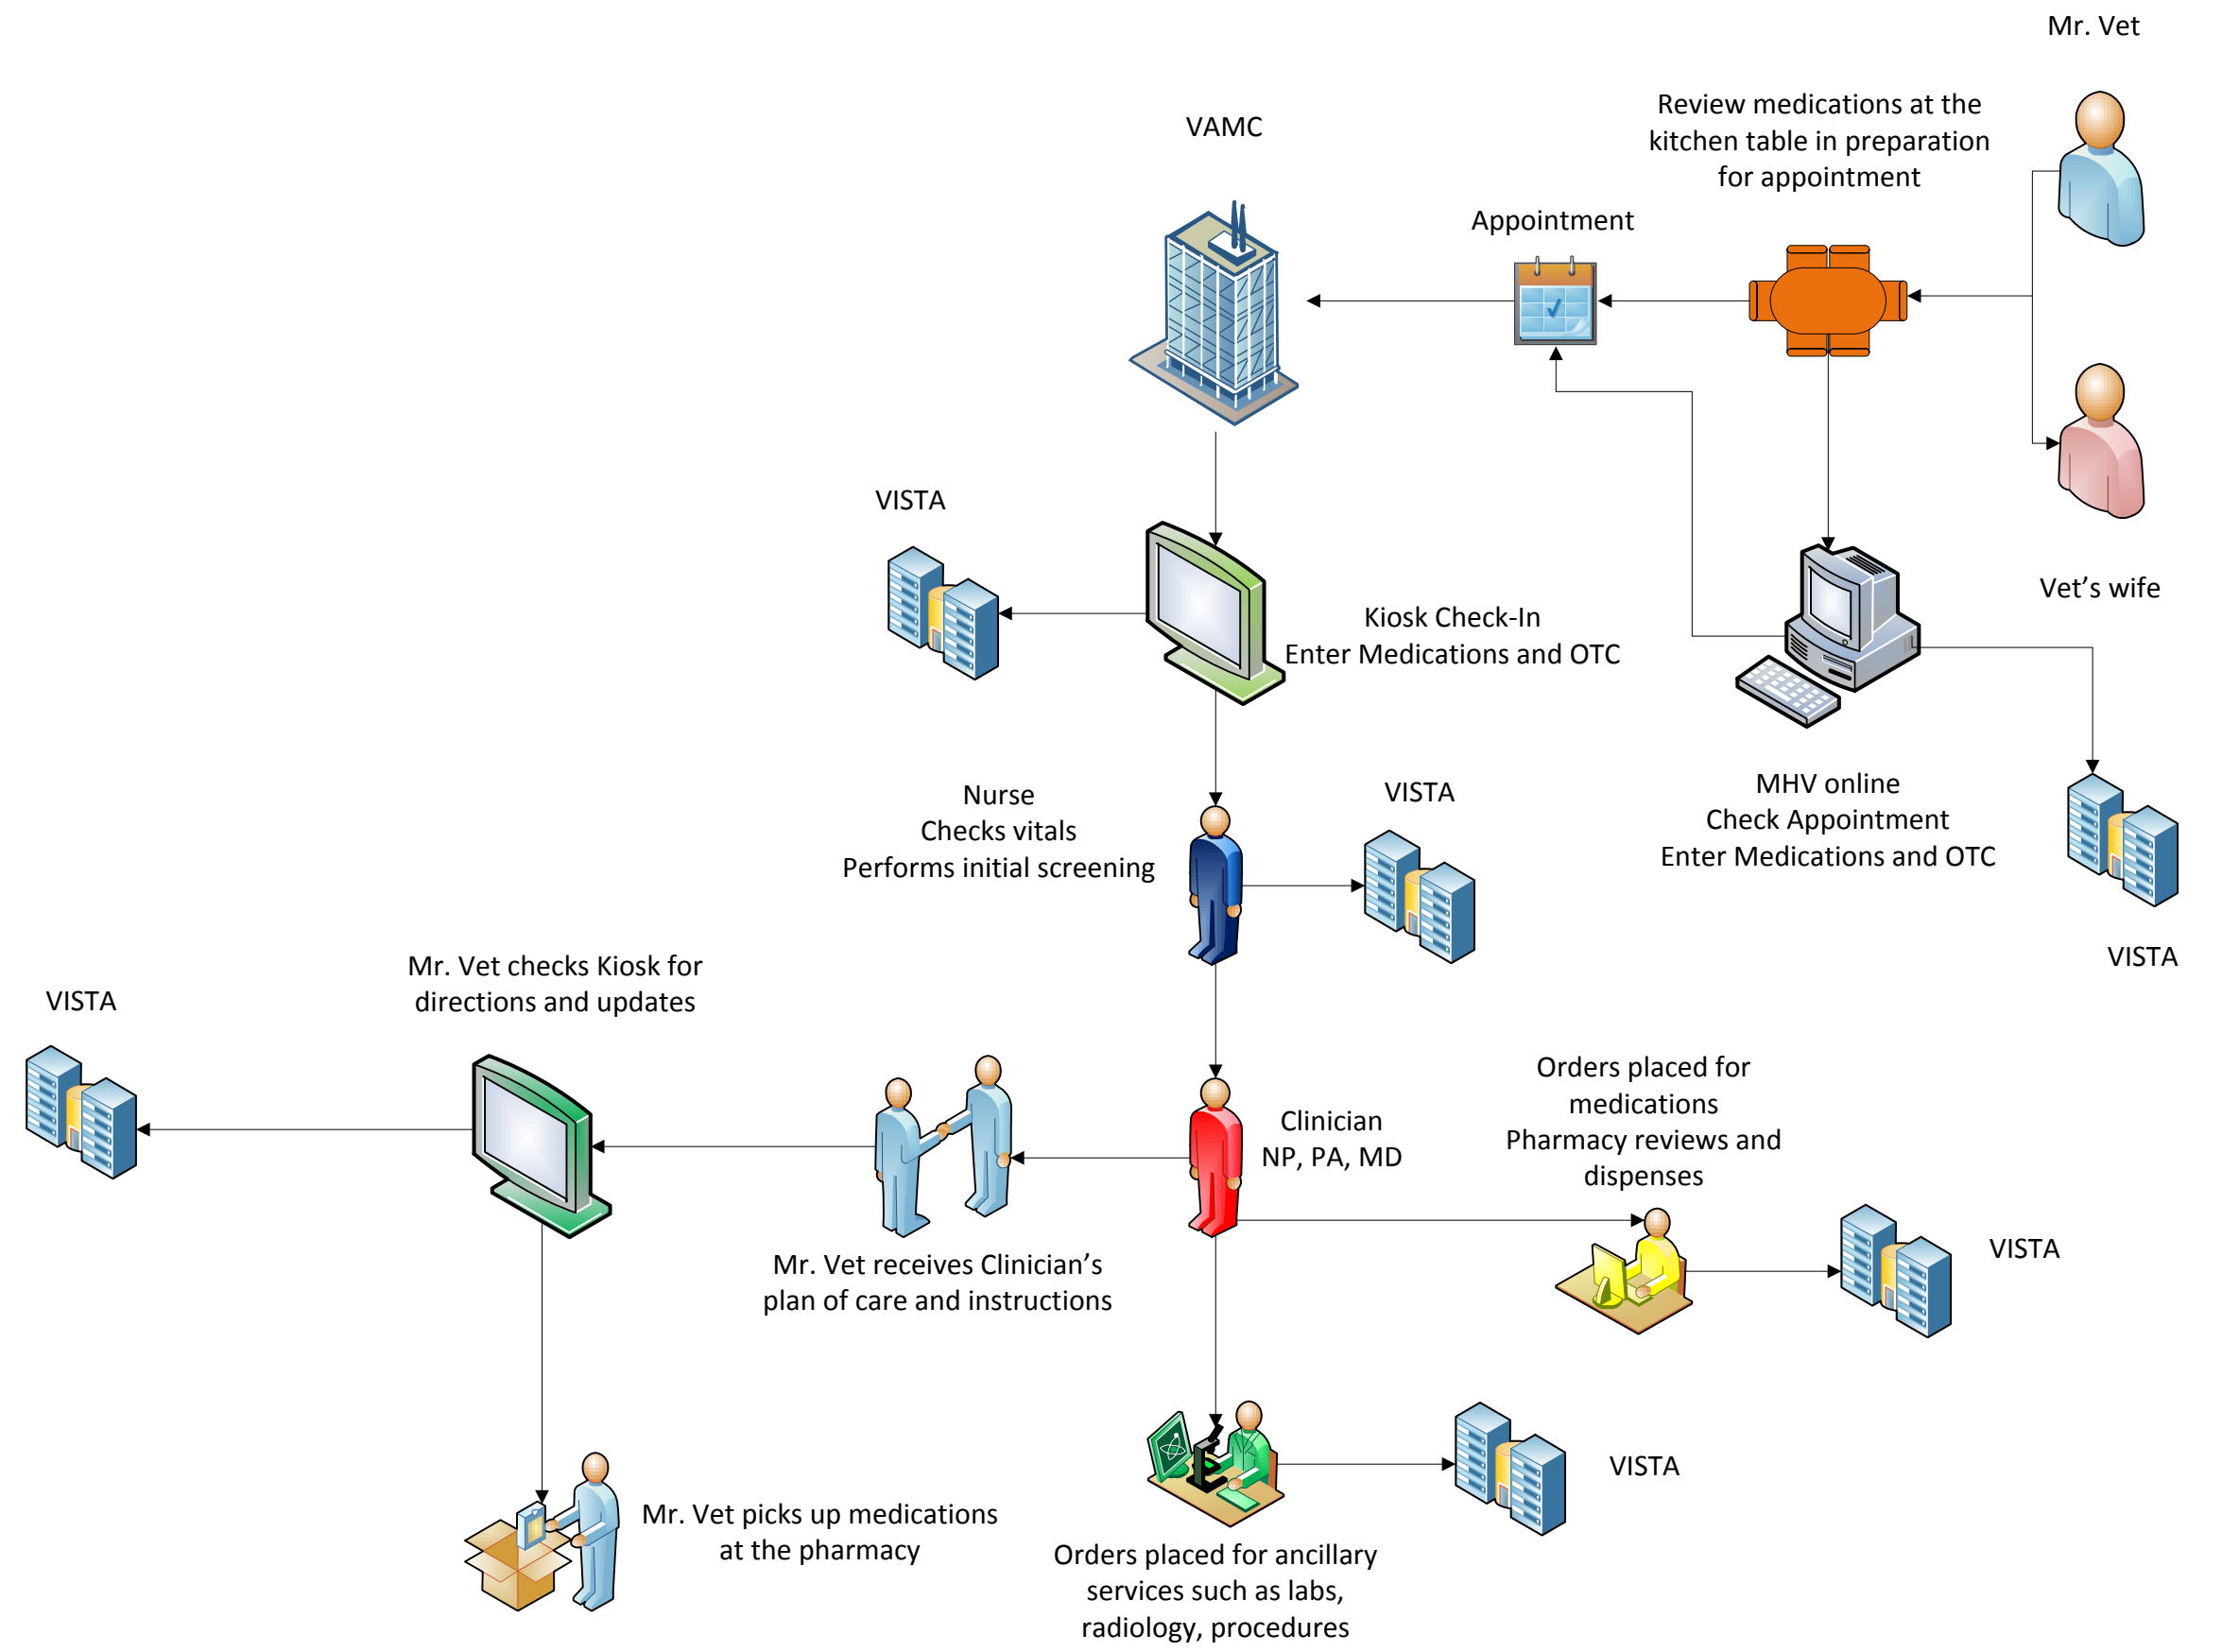 Mr. Vet
Review medications at the
kitchen table in preparation
for appointment
VAMC
Appointment
VISTA
Kiosk Check-In
Enter Medications and OTC
Vet's wife
Nurse
Checks vitals
Performs initial screening
VISTA
MHV online
Check Appointment
Enter Medications and OTC
VISTA
Mr. Vet checks Kiosk for
directions and updates
VISTA
Clinician
NP, PA, MD
Orders placed for
medications
Pharmacy reviews and
dispenses
VISTA
Mr. Vet receives Clinician's
plan of care and instructions
VISTA
Mr. Vet picks up medications
at the pharmacy
Orders placed for ancillary
services such as labs,
radiology, procedures